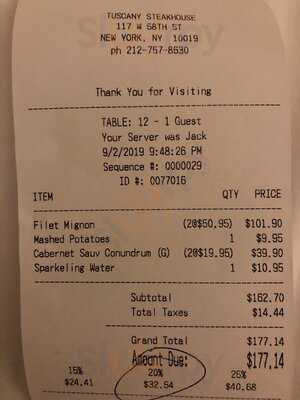 TUSCANY STEAKHOUSE
117 W 58TH ST
NEW YORK, NY 10019
ph 212-757-8630
Thank You for Visiting
TABLE: 12 - 1 Guest
Your Server was Jack
9/2/2019 9:48:26 PM
Sequence #: 0000029
ID #: 0077016
ITEM QTY PRICE
Filet Mignon (2@$50.95) $101.90
Mashed Potatoes 1 $9.95
Cabernet Sauv Conundrum (G) (2@$19.95) $39.90
Sparkeling Water 1 $10.95
Subtotal $162.70
Total Taxes $14.44
Grand Total $177.14
Amount Due: $177.14
15% 20% 25%
$24.41 $32.54 $40.68